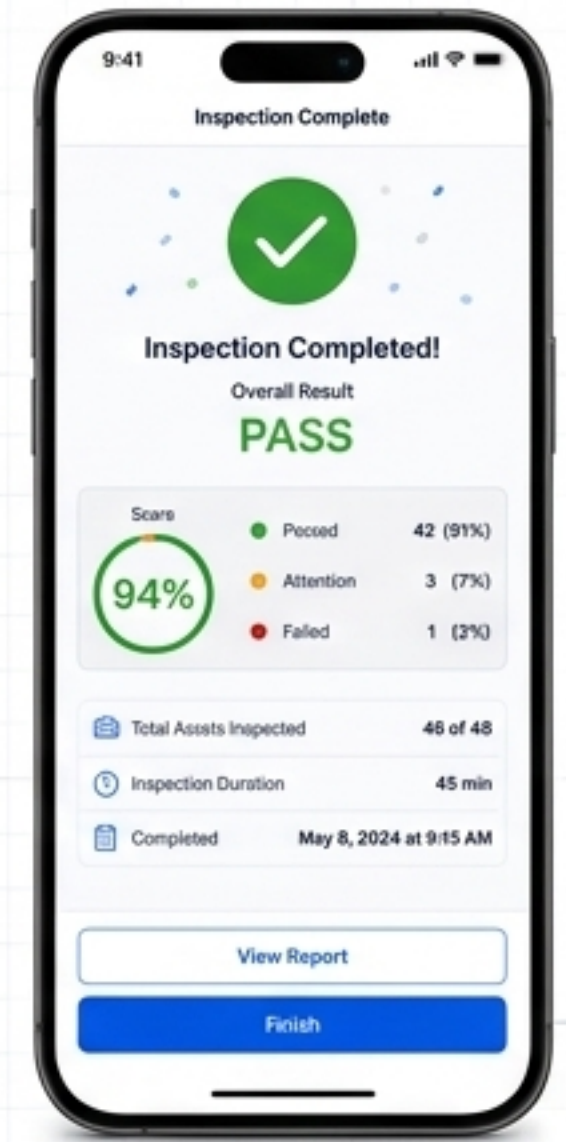 9:41
Inspection Complete
Inspection Completed!
Overall Result
PASS
Score
94%
Pecsed 42 (91%)
Attention 3 (7%)
Failed 1 (3%)
Total Asssts Inspected 46 of 48
Inspection Duration 45 min
Completed May 8, 2024 at 9:15 AM
View Report
Finish